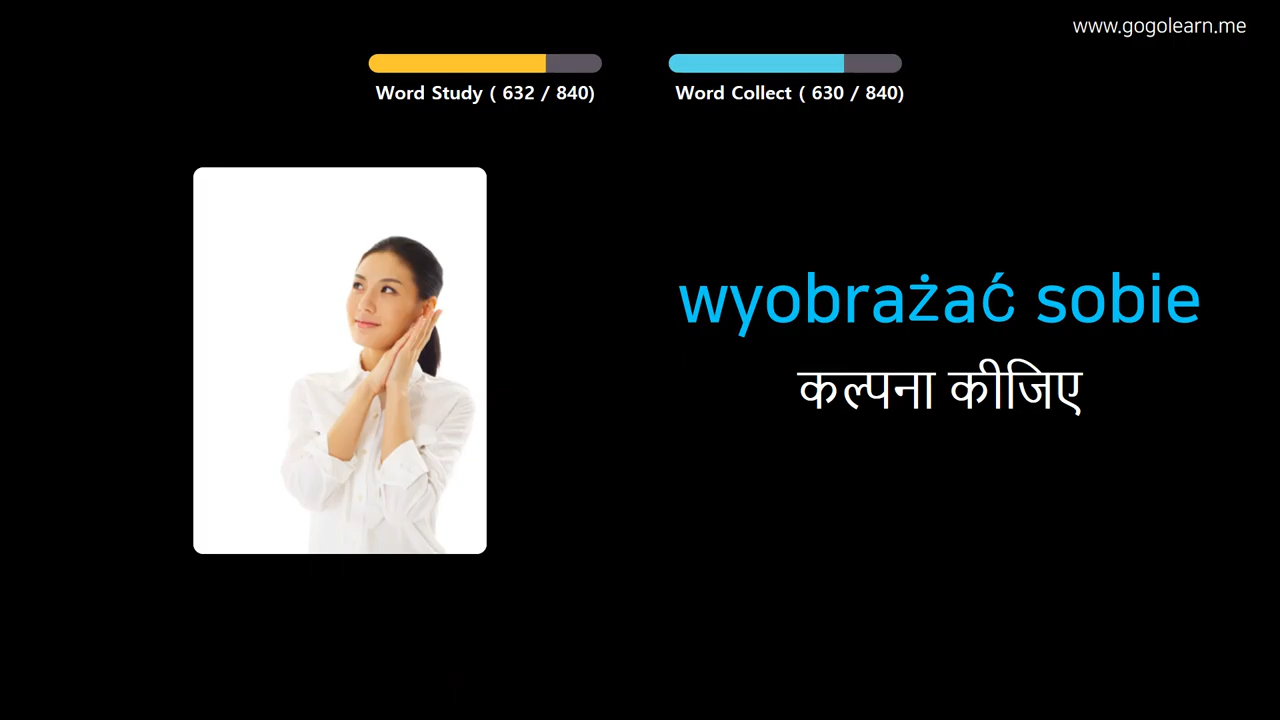 www.gogolearn.me
Word Study ( 632 / 840)
Word Collect ( 630 / 840)
wyobrażać sobie
कल्पना कीजिए